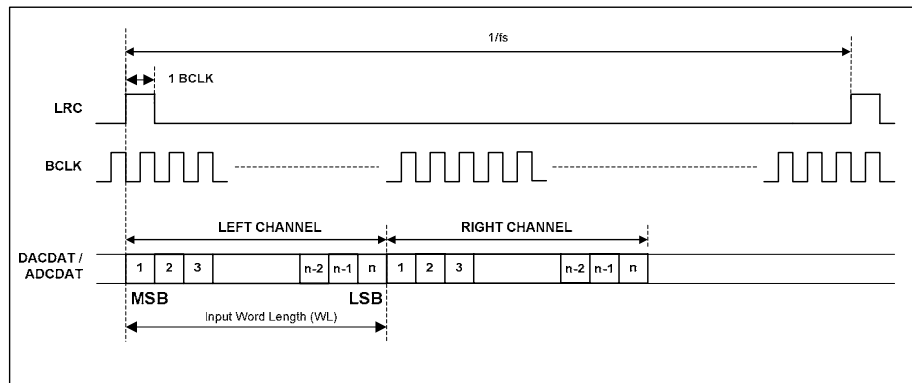 1/fs
1 BCLK
LRC
BCLK
LEFT CHANNEL RIGHT CHANNEL
DACDAT /
ADCDAT
1 2 3 n-2 n-1 n 1 2 3 n-2 n-1 n
MSB LSB
Input Word Length (WL)